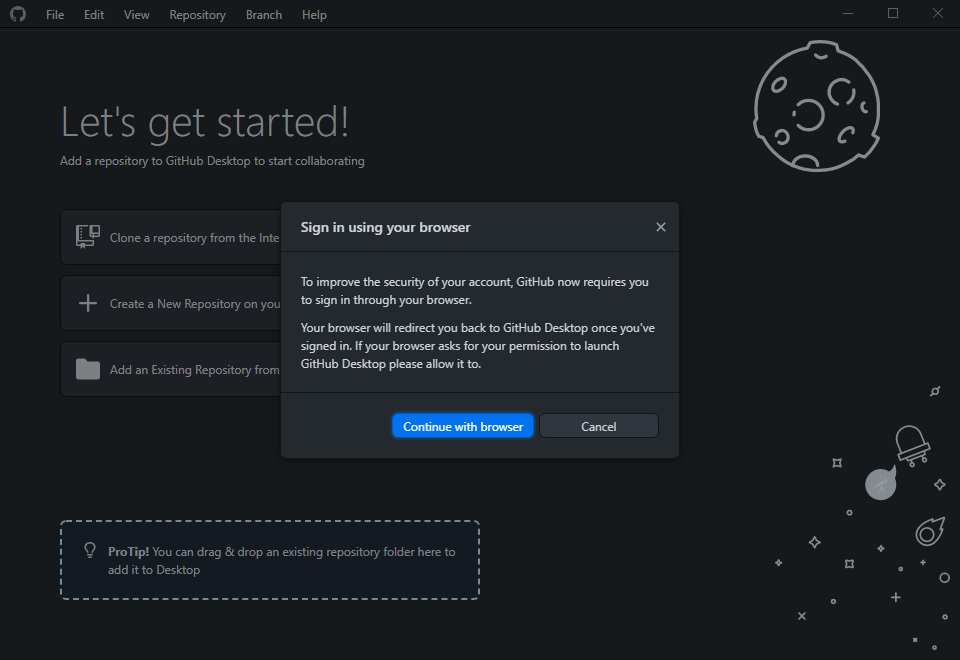 File Edit View Repository Branch Help
Let's get started!
Add a repository to GitHub Desktop to start collaborating
Clone a repository from the Inte
Create a New Repository on you
Add an Existing Repository from
Sign in using your browser
To improve the security of your account, GitHub now requires you
to sign in through your browser.
Your browser will redirect you back to GitHub Desktop once you've
signed in. If your browser asks for your permission to launch
GitHub Desktop please allow it to.
Continue with browser Cancel
ProTip! You can drag & drop an existing repository folder here to
add it to Desktop